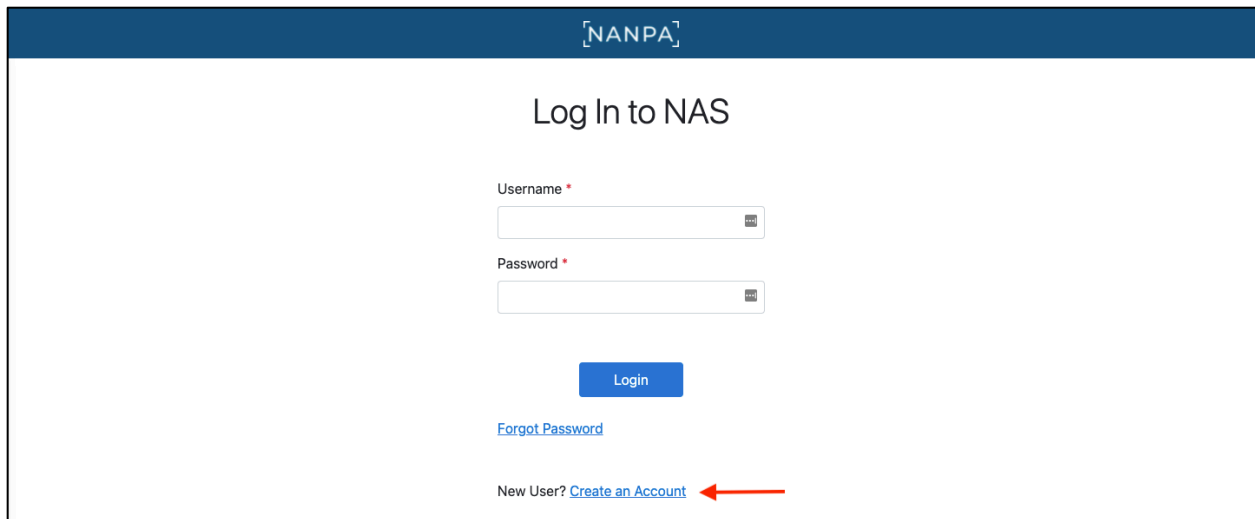 NANPA
Log In to NAS
Username *
Password *
Login
Forgot Password
New User? Create an Account